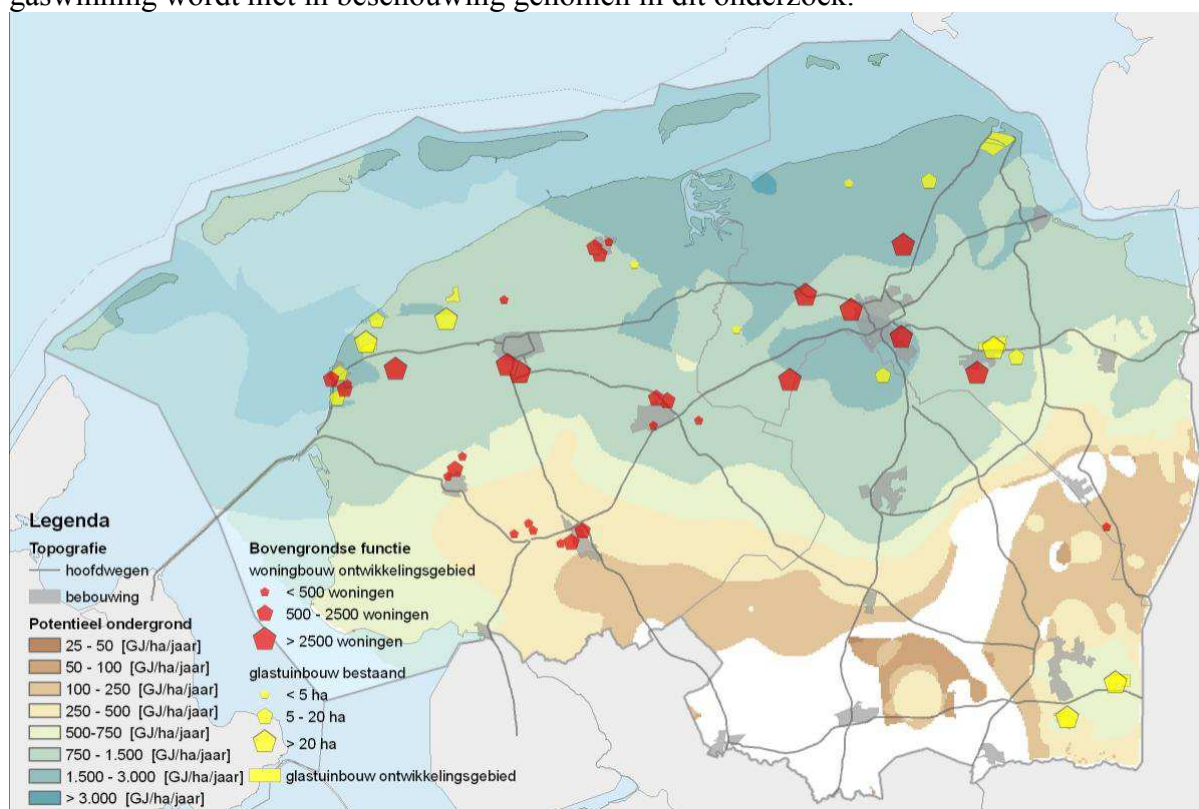 gaswinning wordt niet in beschouwing genomen in dit onderzoek.
Legenda
Topografie
hoofdwegen
bebouwing
Potentieel ondergrond
25 - 50 [GJ/ha/jaar]
50 - 100 [GJ/ha/jaar]
100 - 250 [GJ/ha/jaar]
250 - 500 [GJ/ha/jaar]
500-750 [GJ/ha/jaar]
750 - 1.500 [GJ/ha/jaar]
1.500 - 3.000 [GJ/ha/jaar]
> 3.000 [GJ/ha/jaar]
Bovengrondse functie
woningbouw ontwikkelingsgebied
< 500 woningen
500 - 2500 woningen
> 2500 woningen
glastuinbouw bestaand
< 5 ha
5 - 20 ha
> 20 ha
glastuinbouw ontwikkelingsgebied